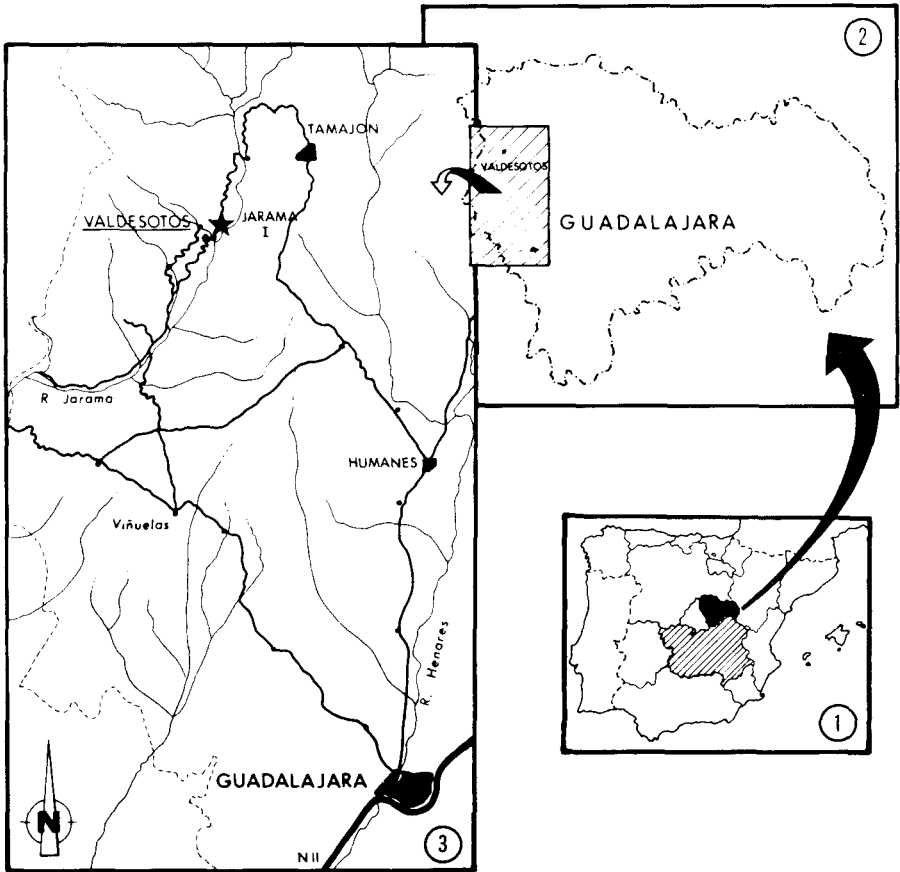 TAMAJON
VALDESOTOS
JARAMA
I
R Jarama
HUMANES
Viñuelas
R. Henares
GUADALAJARA
N
N II
3
2
VALDESOTOS
GUADALAJARA
1